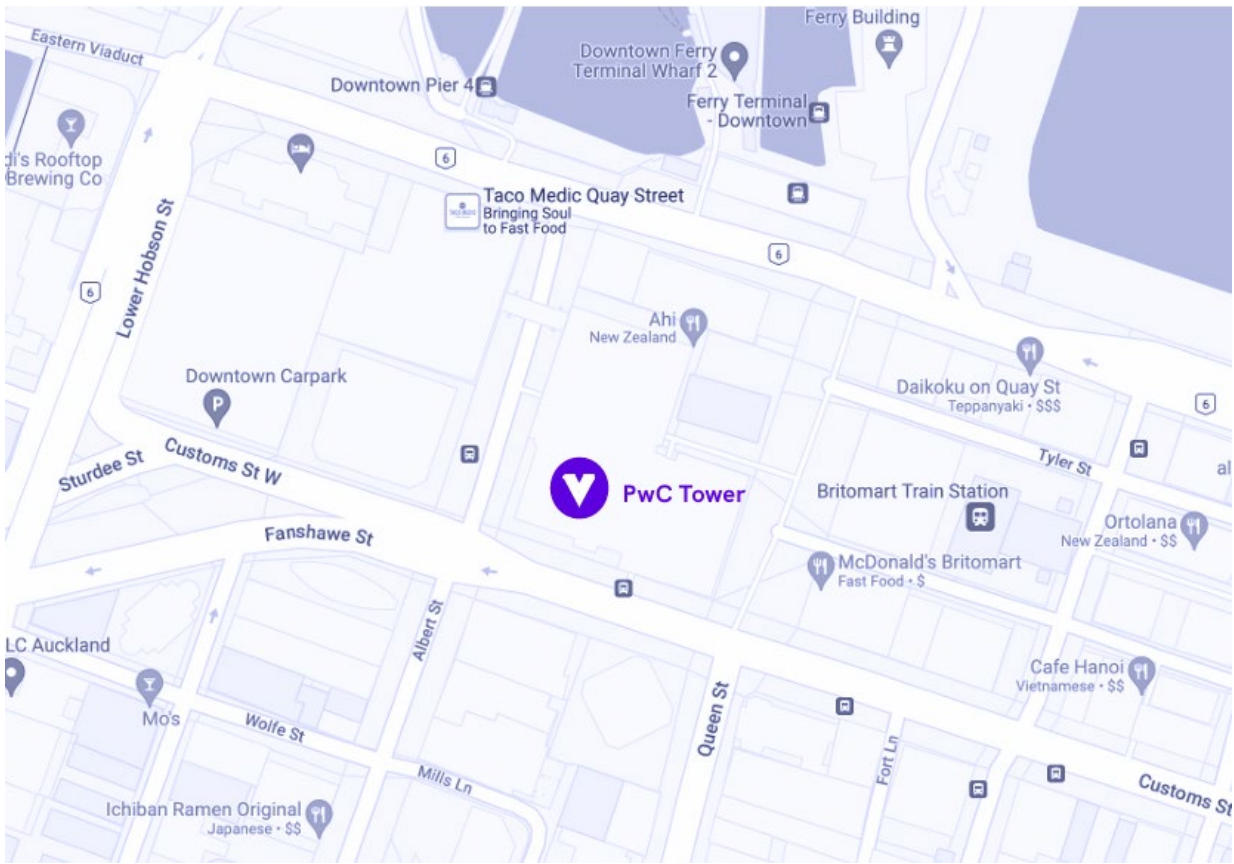 Ferry Building
Eastern Viaduct
Downtown Ferry
Terminal Wharf 2
Downtown Pier 4
Ferry Terminal
- Downtown
di's Rooftop
Brewing Co
6
Taco Medic Quay Street
Bringing Soul
to Fast Food
Lower Hobson St
6
6
Ahi
New Zealand
Downtown Carpark
P
Daikoku on Quay St
Teppanyaki • $$$
6
Customs St W
Sturdee St
Tyler St
al
PwC Tower
Britomart Train Station
Ortolana
New Zealand • $$
Fanshawe St
McDonald's Britomart
Fast Food • $
Albert St
LC Auckland
Cafe Hanoi
Vietnamese • $$
Mo's
Wolfe St
Queen St
Fort Ln
Mills Ln
Customs St
Ichiban Ramen Original
Japanese • $$